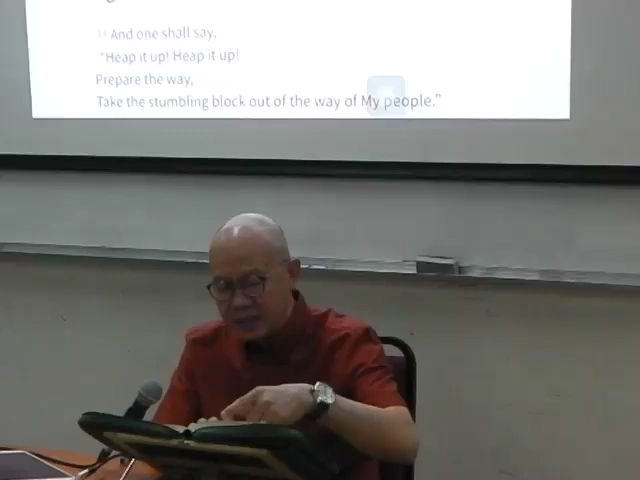 14 And one shall say,
"Heap it up! Heap it up!
Prepare the way,
Take the stumbling block out of the way of My people."